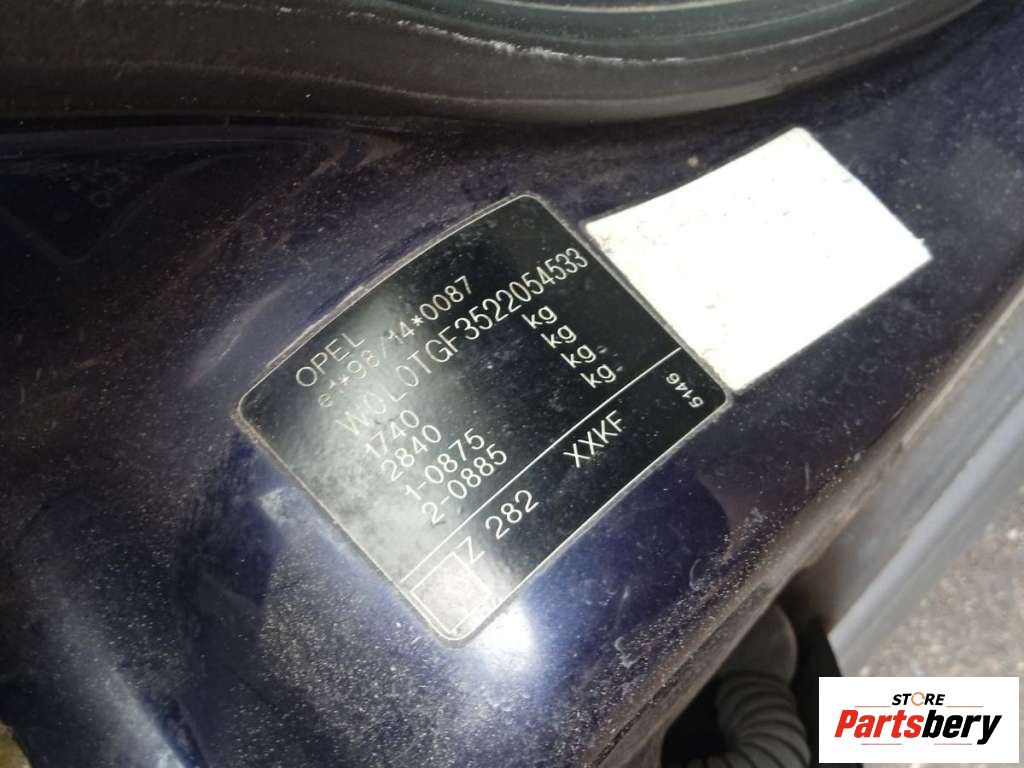 OPEL
e1*98/14*0087
W0L0TGF3522054533
1740 kg
2840 kg
1-0875 kg
2-0885 kg
Z 282 XXKF 5146
STORE
Partsbery